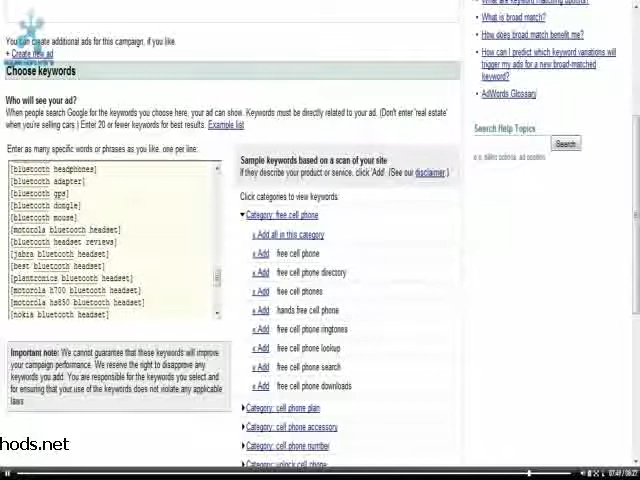 You can create additional ads for this campaign, if you like.
+ Create new ad
Choose keywords
Who will see your ad?
When people search Google for the keywords you choose here, your ad can show. Keywords must be directly related to your ad. (Don't enter 'real estate'
when you're selling cars.) Enter 20 or fewer keywords for best results. Example list
Enter as many specific words or phrases as you like, one per line:
[bluetooth headphones]
[bluetooth adapter]
[bluetooth gps]
[bluetooth dongle]
[bluetooth mouse]
[motorola bluetooth headset]
[bluetooth headset reviews]
[jabra bluetooth headset]
[best bluetooth headset]
[plantronics bluetooth headset]
[motorola h700 bluetooth headset]
[motorola hs850 bluetooth headset]
[nokia bluetooth headset]
Important note: We cannot guarantee that these keywords will improve
your campaign performance. We reserve the right to disapprove any
keywords you add. You are responsible for the keywords you select and
for ensuring that your use of the keywords does not violate any applicable
laws.
Sample keywords based on a scan of your site
If they describe your product or service, click 'Add'. (See our disclaimer.)
Click categories to view keywords:
Category: free cell phone
« Add all in this category
« Add free cell phone
« Add free cell phone directory
« Add free cell phones
« Add hands free cell phone
« Add free cell phone ringtones
« Add free cell phone lookup
« Add free cell phone search
« Add free cell phone downloads
Category: cell phone plan
Category: cell phone accessory
Category: cell phone number
Category: unlock cell phone
What are keyword matching options?
What is broad match?
How does broad match benefit me?
How can I predict which keyword variations will
trigger my ads for a new broad-matched
keyword?
AdWords Glossary
Search Help Topics
Search
hods.net